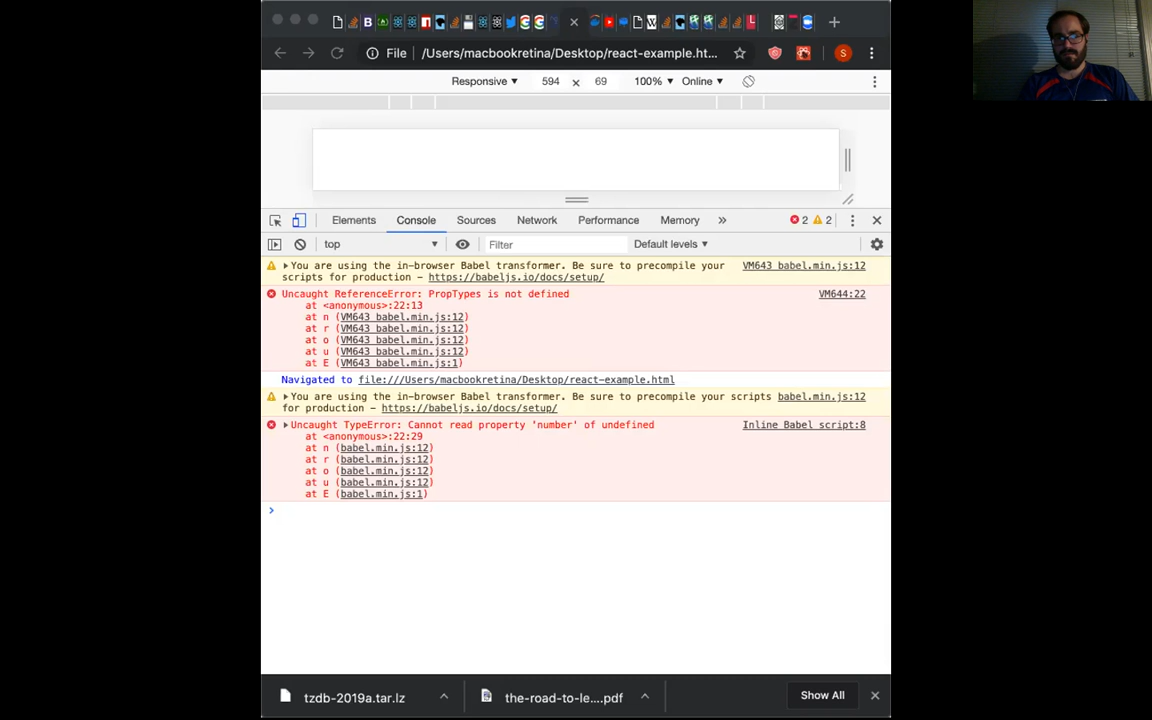 File /Users/macbookretina/Desktop/react-example.ht... S
Responsive 594 × 69 100% Online
Elements Console Sources Network Performance Memory » 2 2
top Filter Default levels
You are using the in-browser Babel transformer. Be sure to precompile your VM643 babel.min.js:12
scripts for production – https://babeljs.io/docs/setup/
Uncaught ReferenceError: PropTypes is not defined VM644:22
at <anonymous>:22:13
at n (VM643 babel.min.js:12)
at r (VM643 babel.min.js:12)
at o (VM643 babel.min.js:12)
at u (VM643 babel.min.js:12)
at E (VM643 babel.min.js:1)
Navigated to file:///Users/macbookretina/Desktop/react-example.html
You are using the in-browser Babel transformer. Be sure to precompile your scripts babel.min.js:12
for production – https://babeljs.io/docs/setup/
Uncaught TypeError: Cannot read property 'number' of undefined Inline Babel script:8
at <anonymous>:22:29
at n (babel.min.js:12)
at r (babel.min.js:12)
at o (babel.min.js:12)
at u (babel.min.js:12)
at E (babel.min.js:1)
tzdb-2019a.tar.lz the-road-to-le....pdf Show All